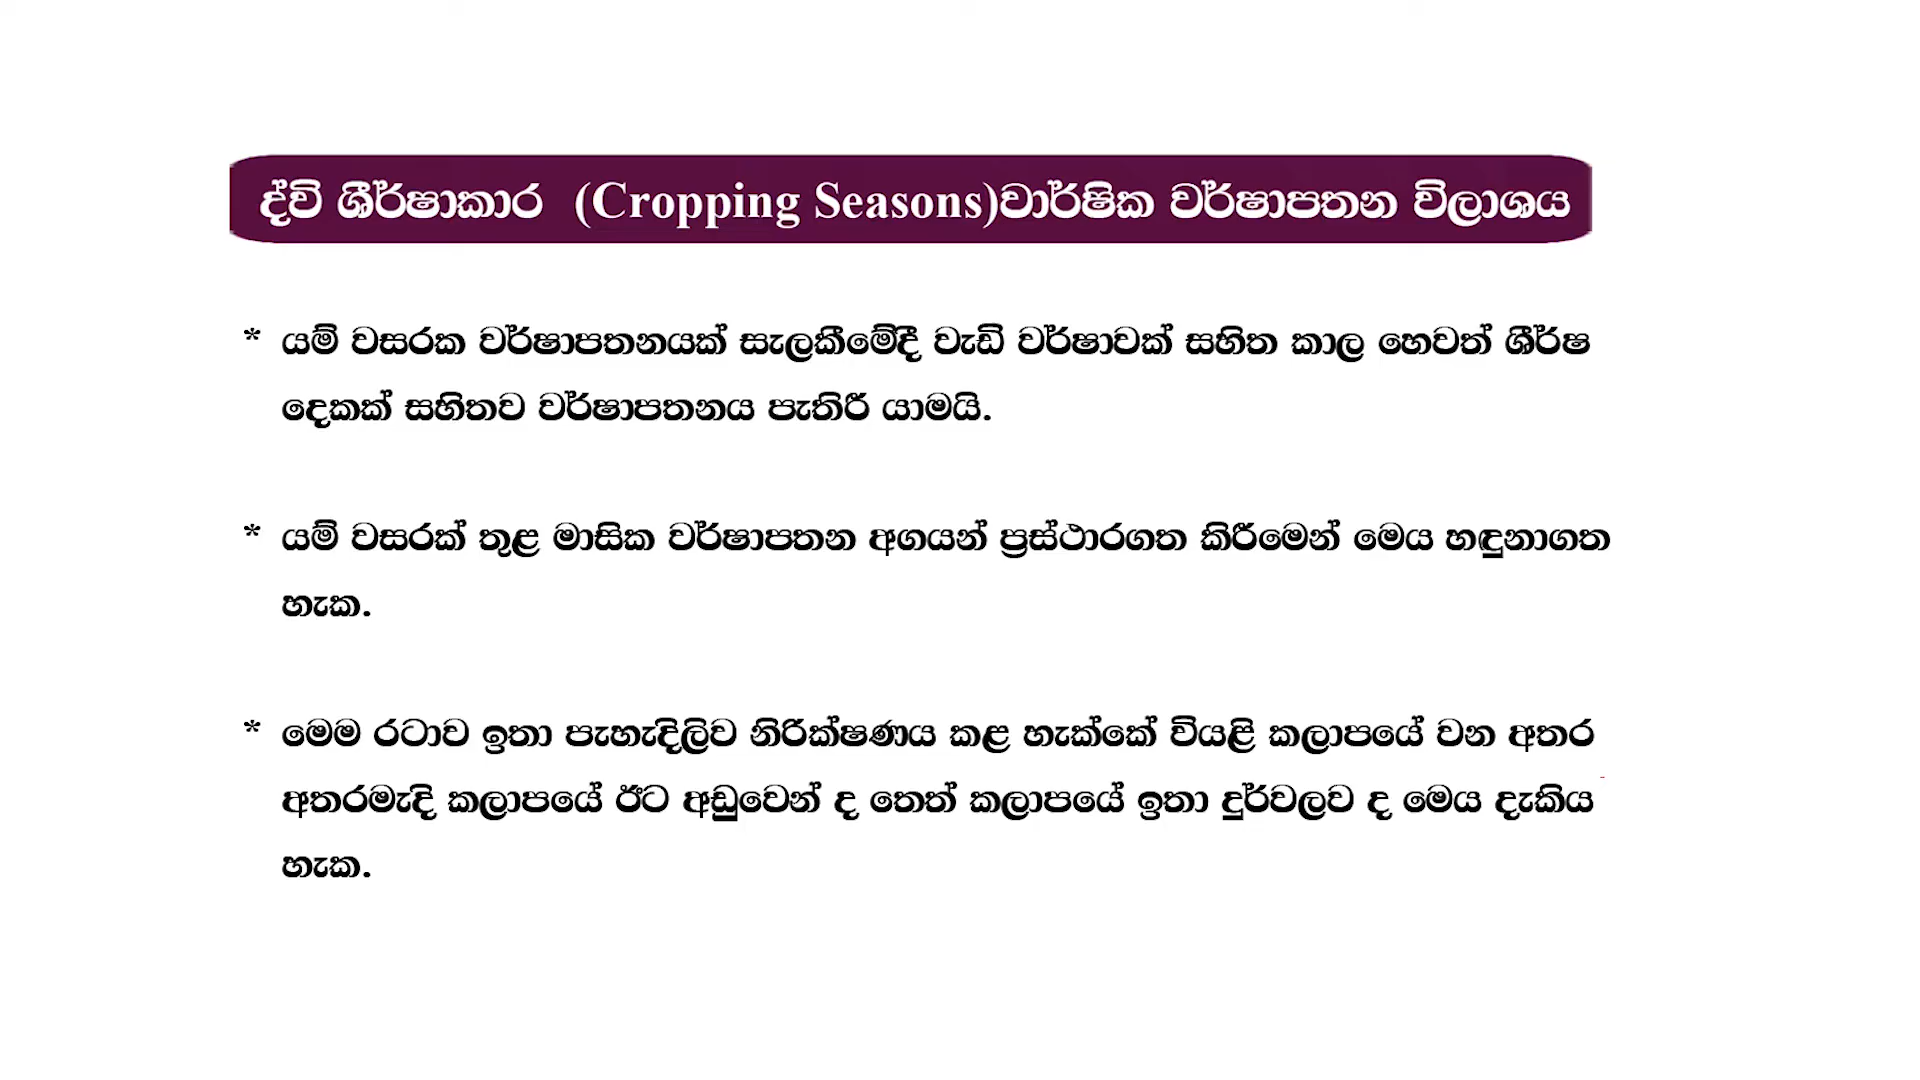 ද්වි ශීර්ෂාකාර (Cropping Seasons)වාර්ෂික වර්ෂාපතන විලාශය
* යම් වසරක වර්ෂාපතනයක් සැලකීමේදී වැඩි වර්ෂාවක් සහිත කාල හෙවත් ශීර්ෂ
දෙකක් සහිතව වර්ෂාපතනය පැතිරී යාමයි.
* යම් වසරක් තුළ මාසික වර්ෂාපතන අගයන් ප්‍රස්ථාරගත කිරීමෙන් මෙය හඳුනාගත
හැක.
* මෙම රටාව ඉතා පැහැදිලිව නිරීක්ෂණය කළ හැක්කේ වියළි කලාපයේ වන අතර
අතරමැදි කලාපයේ ඊට අඩුවෙන් ද තෙත් කලාපයේ ඉතා දුර්වලව ද මෙය දැකිය
හැක.